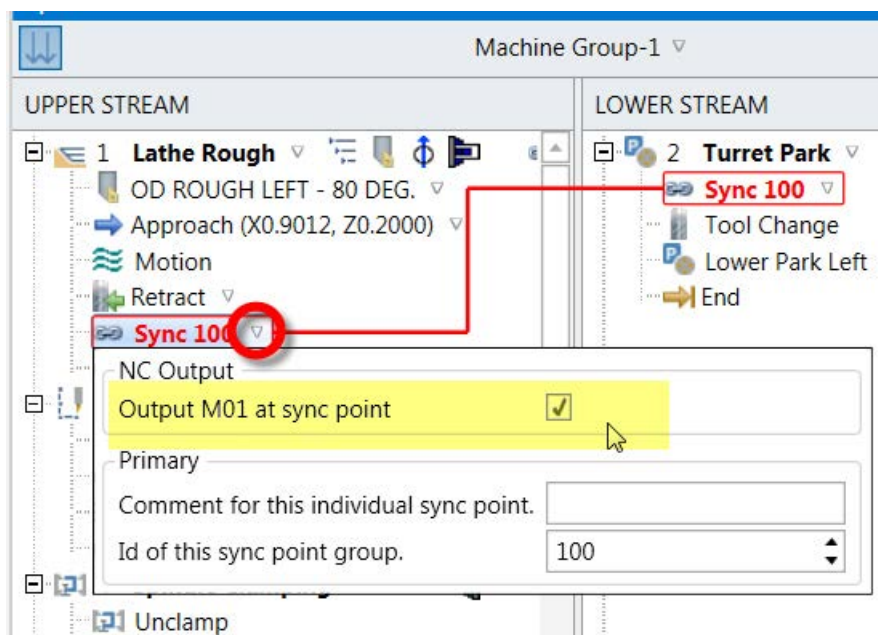 Machine Group-1
UPPER STREAM
LOWER STREAM
1 Lathe Rough
OD ROUGH LEFT - 80 DEG.
Approach (X0.9012, Z0.2000)
Motion
Retract
Sync 100
2 Turret Park
Sync 100
Tool Change
P Lower Park Left
End
NC Output
Output M01 at sync point
Primary
Comment for this individual sync point.
Id of this sync point group.
100
Unclamp